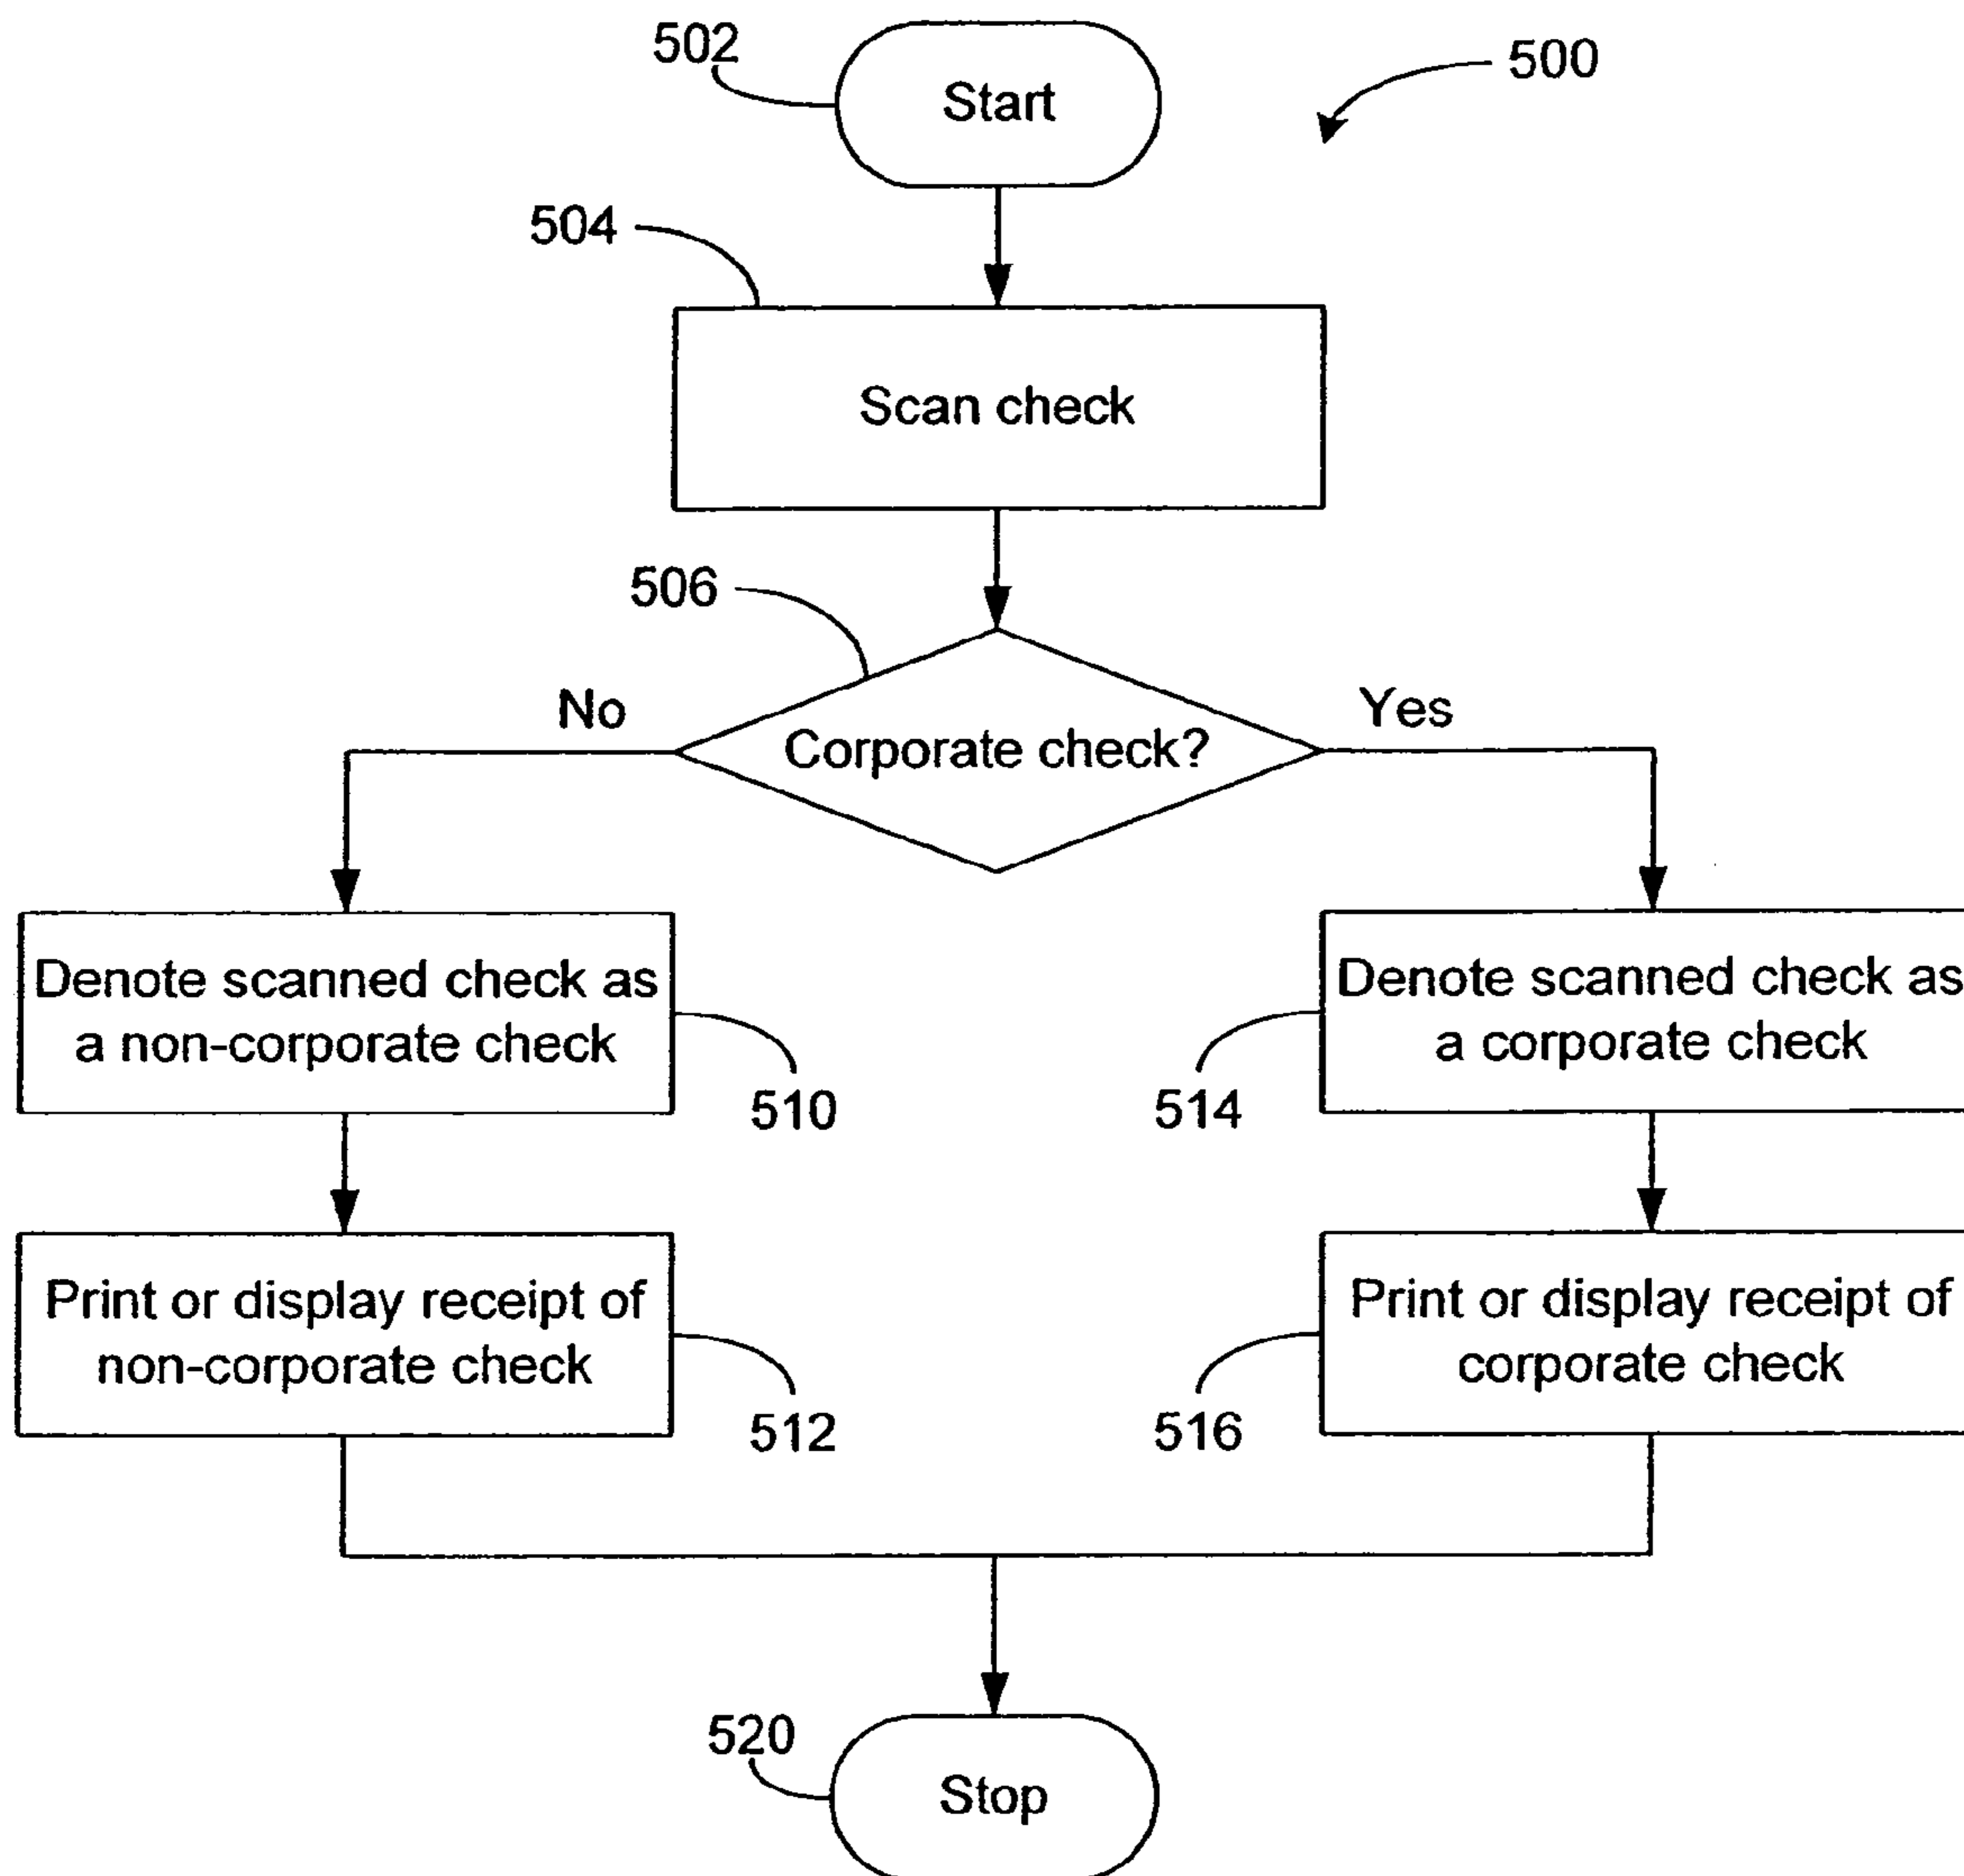 502
Start
500
504
Scan check
506
No
Corporate check?
Yes
Denote scanned check as
a non-corporate check
510
Denote scanned check as
a corporate check
514
Print or display receipt of
non-corporate check
512
Print or display receipt of
corporate check
516
520
Stop